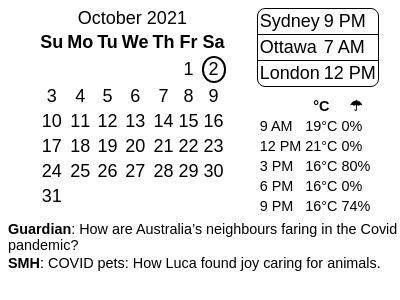 October 2021
Su Mo Tu We Th Fr Sa
1 2
3 4 5 6 7 8 9
10 11 12 13 14 15 16
17 18 19 20 21 22 23
24 25 26 27 28 29 30
31
Sydney 9 PM
Ottawa 7 AM
London 12 PM
°C ☂
9 AM 19°C 0%
12 PM 21°C 0%
3 PM 16°C 80%
6 PM 16°C 0%
9 PM 16°C 74%
Guardian: How are Australia's neighbours faring in the Covid
pandemic?
SMH: COVID pets: How Luca found joy caring for animals.